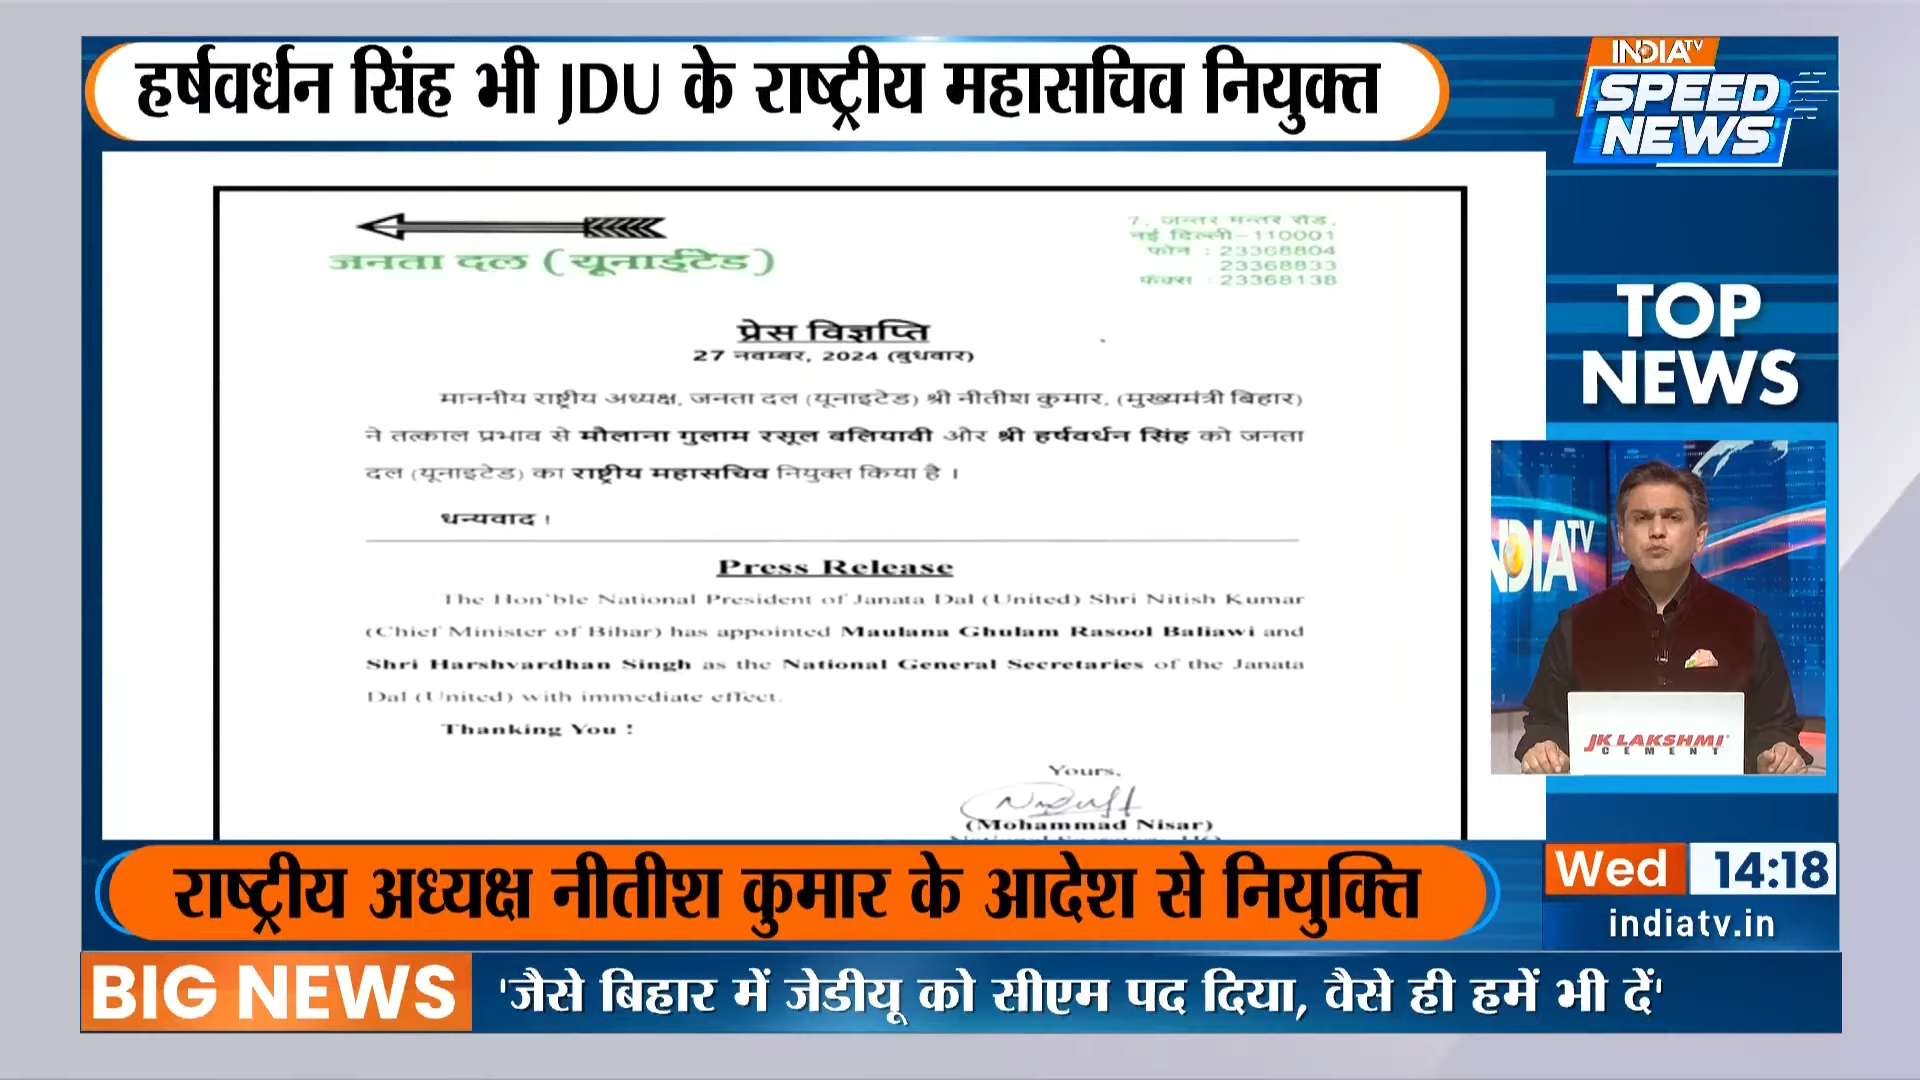 हर्षवर्धन सिंह भी JDU के राष्ट्रीय महासचिव नियुक्त
INDIA TV
SPEED
NEWS
जनता दल (यूनाईटेड)
7, जन्तर मन्तर रोड,
नई दिल्ली–110001
फोन : 23368804
23368833
फैक्स : 23368138
प्रेस विज्ञप्ति
27 नवम्बर, 2024 (बुधवार)
माननीय राष्ट्रीय अध्यक्ष, जनता दल (यूनाइटेड) श्री नीतीश कुमार, (मुख्यमंत्री बिहार)
ने तत्काल प्रभाव से मौलाना गुलाम रसूल बलियावी और श्री हर्षवर्धन सिंह को जनता
दल (यूनाइटेड) का राष्ट्रीय महासचिव नियुक्त किया है ।
धन्यवाद !
Press Release
The Hon'ble National President of Janata Dal (United) Shri Nitish Kumar
(Chief Minister of Bihar) has appointed Maulana Ghulam Rasool Baliawi and
Shri Harshvardhan Singh as the National General Secretaries of the Janata
Dal (United) with immediate effect.
Thanking You !
Yours,
(Mohammad Nisar)
TOP
NEWS
INDIA TV
JK LAKSHMI
CEMENT
राष्ट्रीय अध्यक्ष नीतीश कुमार के आदेश से नियुक्ति
Wed 14:18
indiatv.in
BIG NEWS 'जैसे बिहार में जेडीयू को सीएम पद दिया, वैसे ही हमें भी दें'